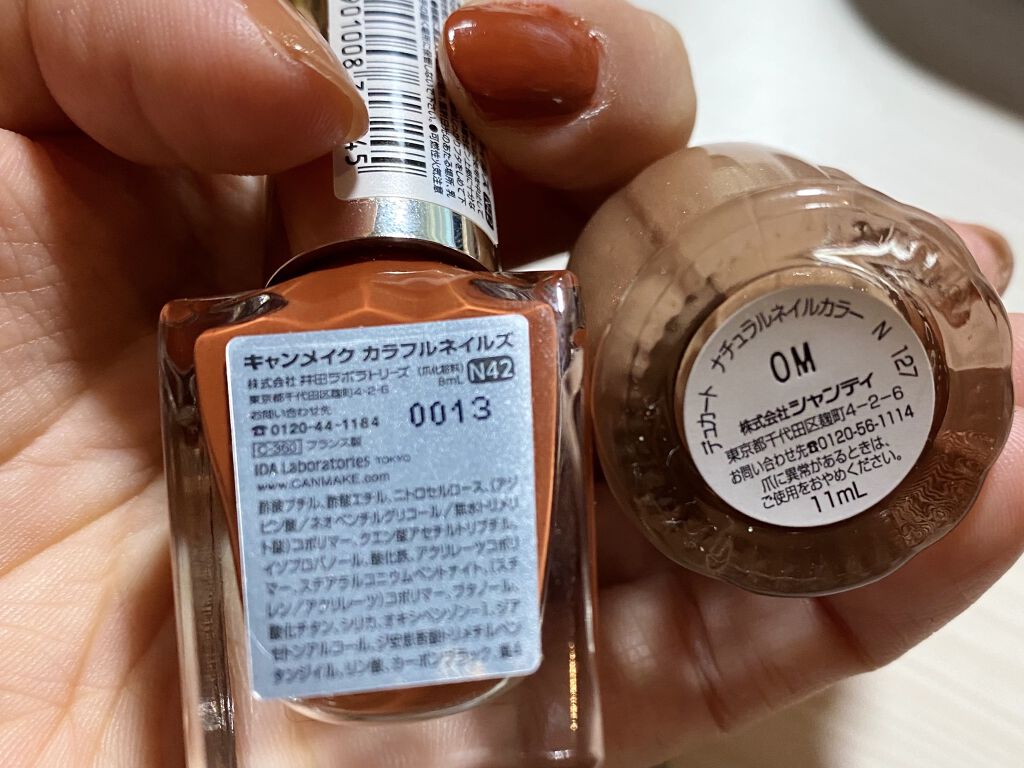 キャンメイク カラフルネイルズ
株式会社 井田ラボラトリーズ (爪化粧料) 8mL N42
東京都千代田区麹町4-2-6
お問い合わせ先
☎0120-44-1184
0013
C-360 フランス製
IDA Laboratories TOKYO
www.CANMAKE.com
酢酸ブチル、酢酸エチル、ニトロセルロース、(アジ
ピン酸/ネオペンチルグリコール/無水トリメリ
ト酸)コポリマー、クエン酸アセチルトリブチル、
イソプロパノール、酸化鉄、アクリレーツコポリ
マー、ステアラルコニウムベントナイト、(スチ
レン/アクリレーツ)コポリマー、ブタノール、
酸化チタン、シリカ、オキシベンゾン-1、ジア
セトンアルコール、ジ安息香酸トリメチルペン
タンジイル、リン酸、カーボンブラック
デュカート ナチュラルネイルカラー N 127
OM
株式会社シャンティ
東京都千代田区麹町4-2-6
お問い合わせ先☎0120-56-1114
爪に異常があるときは、
ご使用をおやめください。
11mL